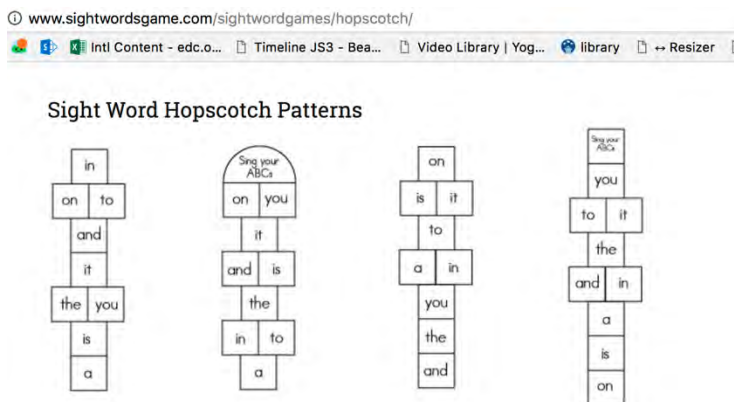 www.sightwordsgame.com/sightwordgames/hopscotch/
Intl Content - edc.o... Timeline JS3 - Bea... Video Library | Yog... library ↔ Resizer
Sight Word Hopscotch Patterns
in
on to
and
it
the you
is
a
Sing your
ABCs
on you
it
and is
the
in to
a
on
is it
to
a in
you
the
and
Sing your
ABCs
you
to it
the
and in
a
is
on